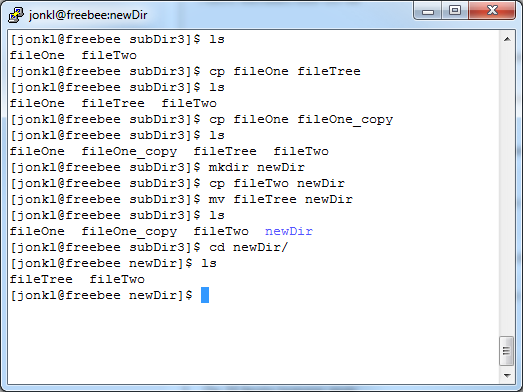 jonkl@freebee:newDir
[jonkl@freebee subDir3]$ ls
fileOne  fileTwo
[jonkl@freebee subDir3]$ cp fileOne fileTree
[jonkl@freebee subDir3]$ ls
fileOne  fileTree  fileTwo
[jonkl@freebee subDir3]$ cp fileOne fileOne_copy
[jonkl@freebee subDir3]$ ls
fileOne  fileOne_copy  fileTree  fileTwo
[jonkl@freebee subDir3]$ mkdir newDir
[jonkl@freebee subDir3]$ cp fileTwo newDir
[jonkl@freebee subDir3]$ mv fileTree newDir
[jonkl@freebee subDir3]$ ls
fileOne  fileOne_copy  fileTwo  newDir
[jonkl@freebee subDir3]$ cd newDir/
[jonkl@freebee newDir]$ ls
fileTree  fileTwo
[jonkl@freebee newDir]$